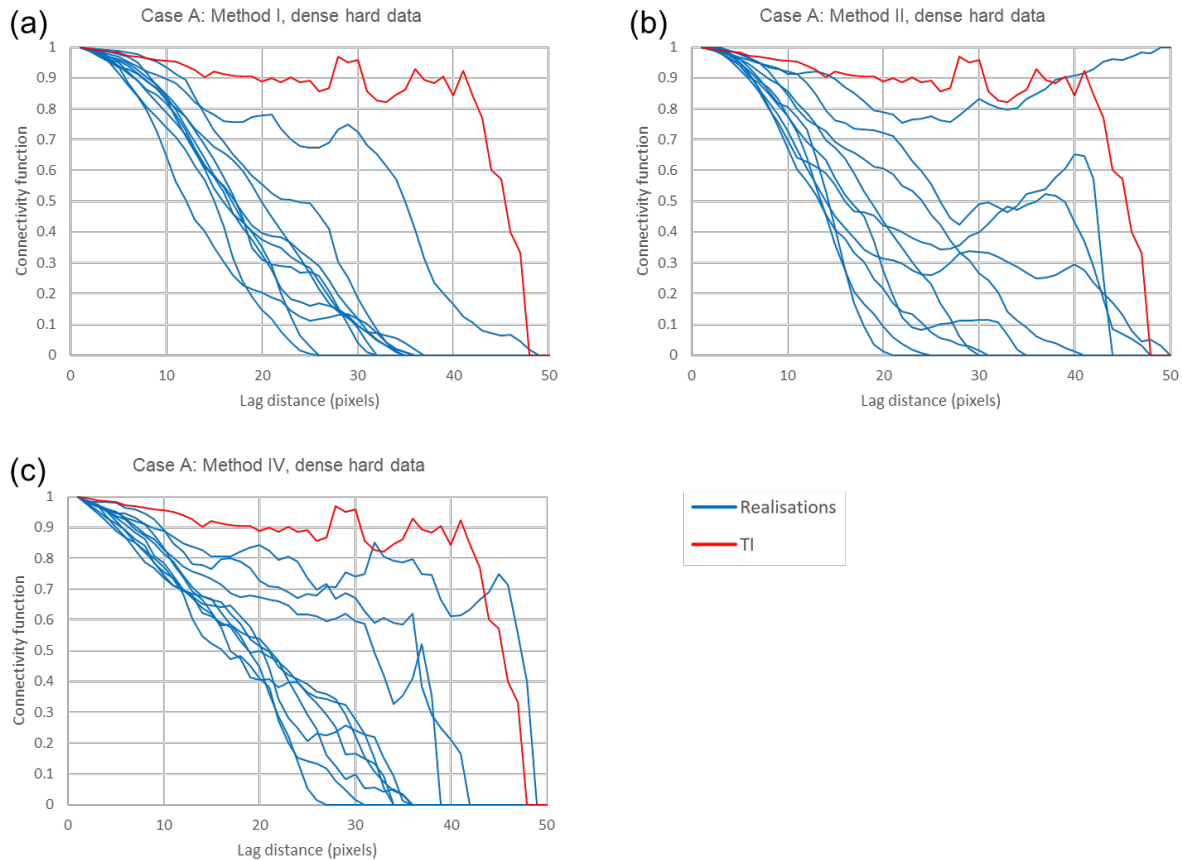 (a)
Case A: Method I, dense hard data
Connectivity function
1
0.9
0.8
0.7
0.6
0.5
0.4
0.3
0.2
0.1
0
0 10 20 30 40 50
Lag distance (pixels)
(b)
Case A: Method II, dense hard data
Connectivity function
1
0.9
0.8
0.7
0.6
0.5
0.4
0.3
0.2
0.1
0
0 10 20 30 40 50
Lag distance (pixels)
(c)
Case A: Method IV, dense hard data
Connectivity function
1
0.9
0.8
0.7
0.6
0.5
0.4
0.3
0.2
0.1
0
0 10 20 30 40 50
Lag distance (pixels)
Realisations
TI